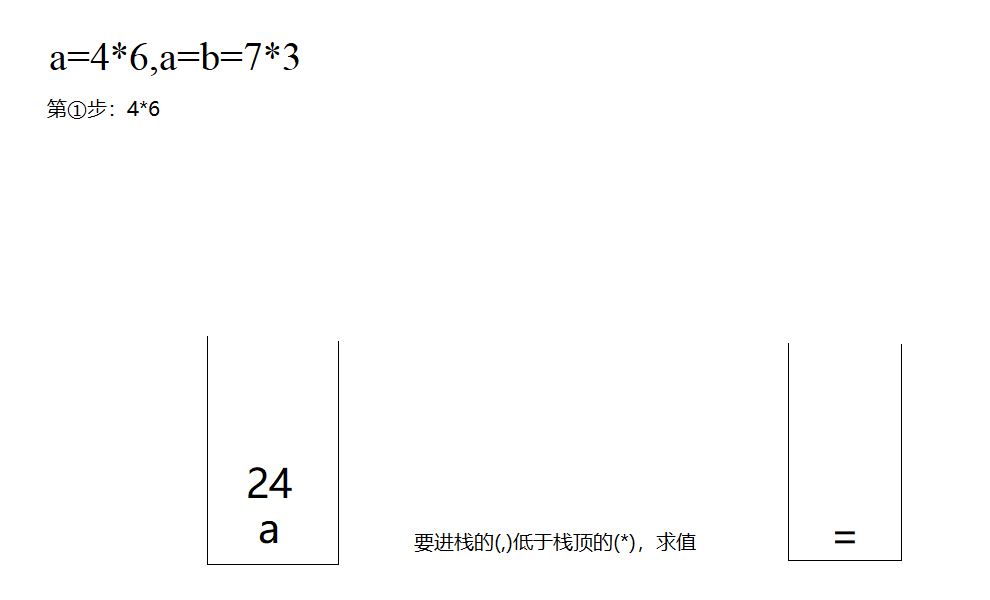 a=4*6,a=b=7*3
第①步：4*6
24
a
要进栈的(,)低于栈顶的(*)，求值
=